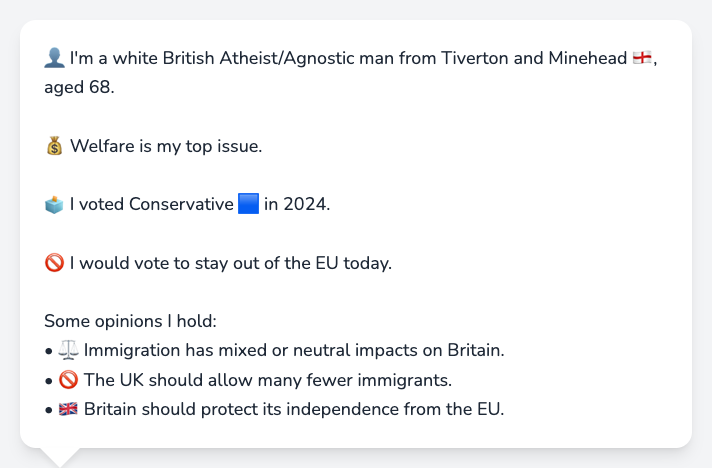 👤 I'm a white British Atheist/Agnostic man from Tiverton and Minehead 🏴󠁧󠁢󠁥󠁮󠁧󠁿,
aged 68.
💰 Welfare is my top issue.
🗳️ I voted Conservative 🟦 in 2024.
🚫 I would vote to stay out of the EU today.
Some opinions I hold:
• ⚖️ Immigration has mixed or neutral impacts on Britain.
• 🚫 The UK should allow many fewer immigrants.
• 🇬🇧 Britain should protect its independence from the EU.